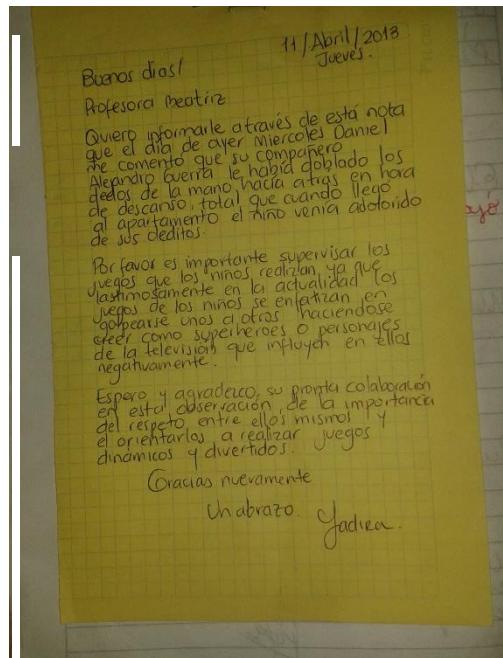 11/Abril/2013
Jueves.
Buenos dias!
Profesora Beatriz
Quiero informarle através de está nota
que el día de ayer Miercoles Daniel
me comentó que su compañero
Alejandro Guerra le había doblado los
dedos de la mano, hacía atras en hora
de descanso, total que cuando llegó
al apartamento el niño venía adolorido
de sus deditos.
Por favor es importante supervisar los
juegos que los niños realizan, ya que
lastimosamente en la actualidad los
juegos de los niños se enfatizan en
golpearse unos a otros haciendose
creer como superheroes o personajes
de la televisión que influyen en ellos
negativamente.
Espero y agradezco, su pronta colaboración
en esta observación, de la importancia
del respeto, entre ellos mismos y
el orientarlos a realizar juegos
dinámicos y divertidos.
Gracias nuevamente
Un abrazo.
Yadira.